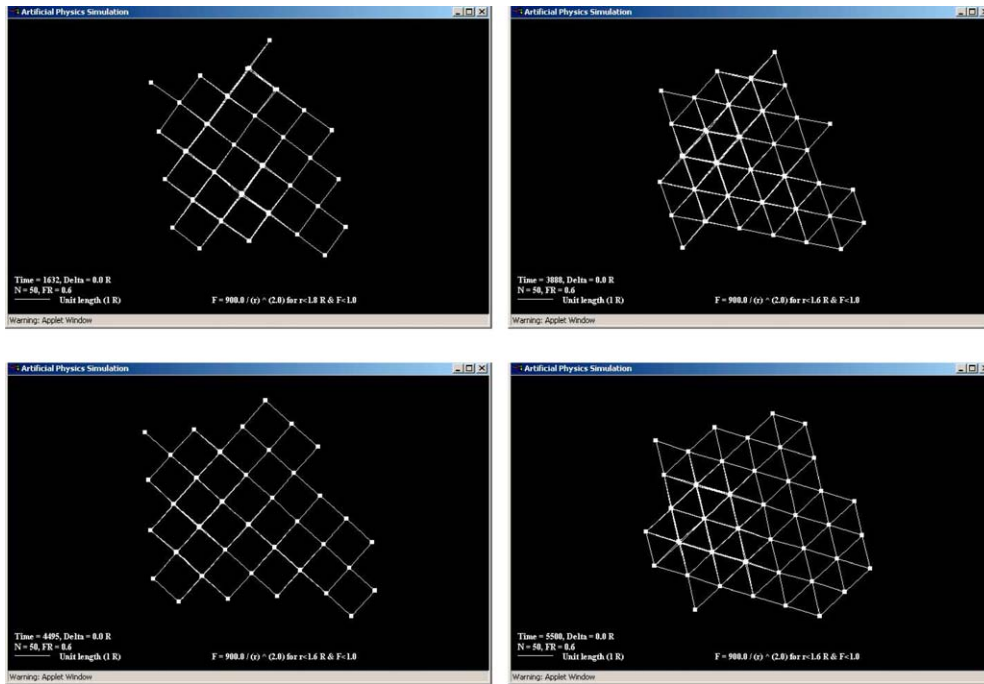 Artificial Physics Simulation
Time = 1632, Delta = 0.0 R
N = 50, FR = 0.6
Unit length (1 R) F = 900.0 / (r) ^ (2.0) for r<1.8 R & F<1.0
Warning: Applet Window
Artificial Physics Simulation
Time = 3888, Delta = 0.0 R
N = 50, FR = 0.6
Unit length (1 R) F = 900.0 / (r) ^ (2.0) for r<1.6 R & F<1.0
Warning: Applet Window
Artificial Physics Simulation
Time = 4495, Delta = 0.0 R
N = 50, FR = 0.6
Unit length (1 R) F = 900.0 / (r) ^ (2.0) for r<1.6 R & F<1.0
Warning: Applet Window
Artificial Physics Simulation
Time = 5500, Delta = 0.0 R
N = 50, FR = 0.6
Unit length (1 R) F = 900.0 / (r) ^ (2.0) for r<1.6 R & F<1.0
Warning: Applet Window